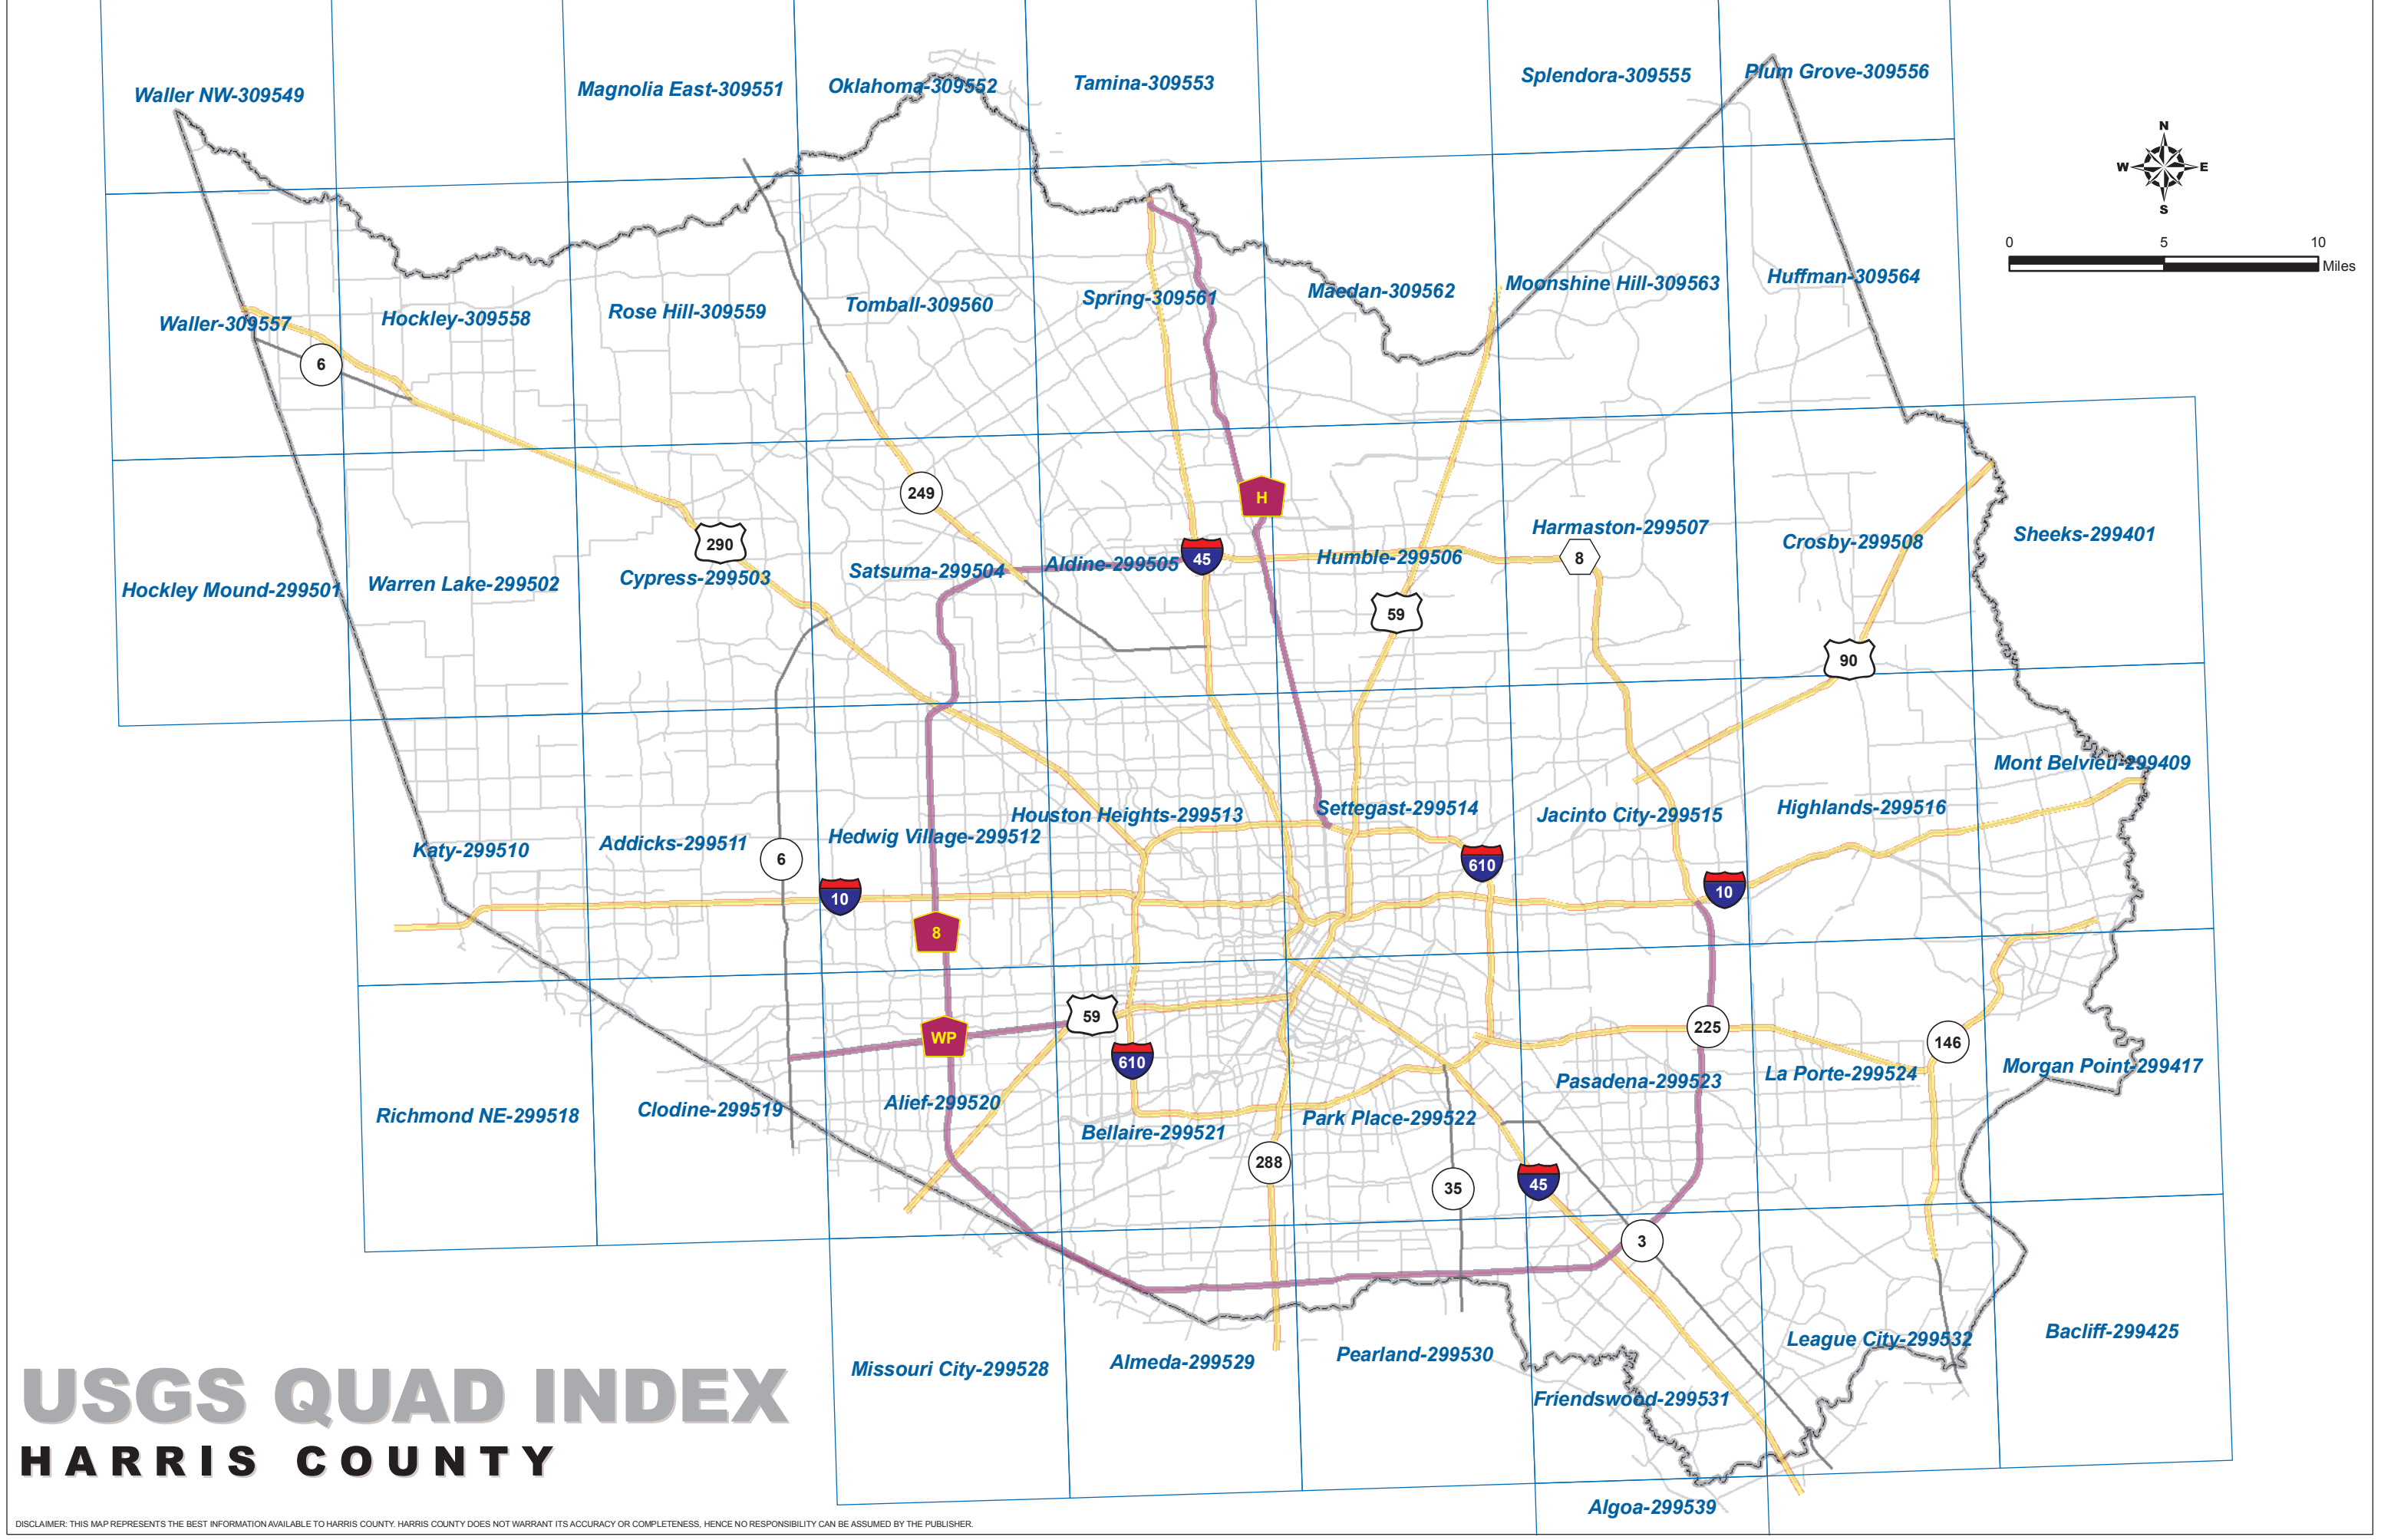 Waller NW-309549
Magnolia East-309551
Oklahoma-309552
Tamina-309553
Splendora-309555
Plum Grove-309556
N
W E
S
0 5 10
Miles
Waller-309557
Hockley-309558
Rose Hill-309559
Tomball-309560
Spring-309561
Maedan-309562
Moonshine Hill-309563
Huffman-309564
6
249
H
290
45
8
59
90
Hockley Mound-299501
Warren Lake-299502
Cypress-299503
Satsuma-299504
Aldine-299505
Humble-299506
Harmaston-299507
Crosby-299508
Sheeks-299401
Katy-299510
Addicks-299511
Hedwig Village-299512
Houston Heights-299513
Settegast-299514
Jacinto City-299515
Highlands-299516
Mont Belvieu-299409
6
10
8
610
10
WP
59
610
225
146
Richmond NE-299518
Clodine-299519
Alief-299520
Bellaire-299521
Park Place-299522
Pasadena-299523
La Porte-299524
Morgan Point-299417
288
35
45
3
Missouri City-299528
Almeda-299529
Pearland-299530
Friendswood-299531
League City-299532
Bacliff-299425
Algoa-299539
USGS QUAD INDEX
HARRIS COUNTY
DISCLAIMER: THIS MAP REPRESENTS THE BEST INFORMATION AVAILABLE TO HARRIS COUNTY. HARRIS COUNTY DOES NOT WARRANT ITS ACCURACY OR COMPLETENESS, HENCE NO RESPONSIBILITY CAN BE ASSUMED BY THE PUBLISHER.